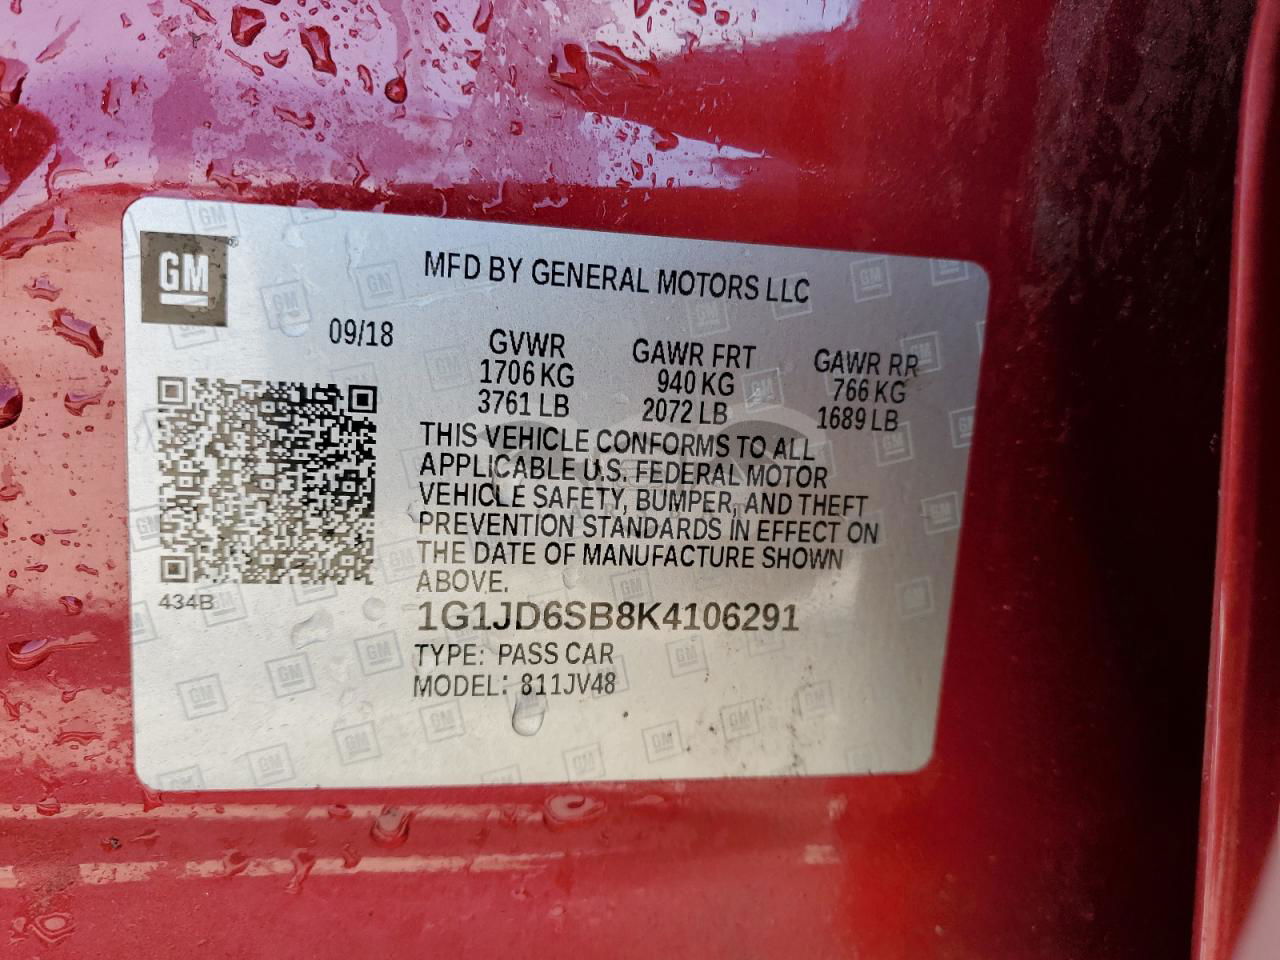 GM
MFD BY GENERAL MOTORS LLC
09/18
GVWR
1706 KG
3761 LB
GAWR FRT
940 KG
2072 LB
GAWR RR
766 KG
1689 LB
THIS VEHICLE CONFORMS TO ALL
APPLICABLE U.S. FEDERAL MOTOR
VEHICLE SAFETY, BUMPER, AND THEFT
PREVENTION STANDARDS IN EFFECT ON
THE DATE OF MANUFACTURE SHOWN
ABOVE.
434B
1G1JD6SB8K4106291
TYPE: PASS CAR
MODEL: 811JV48